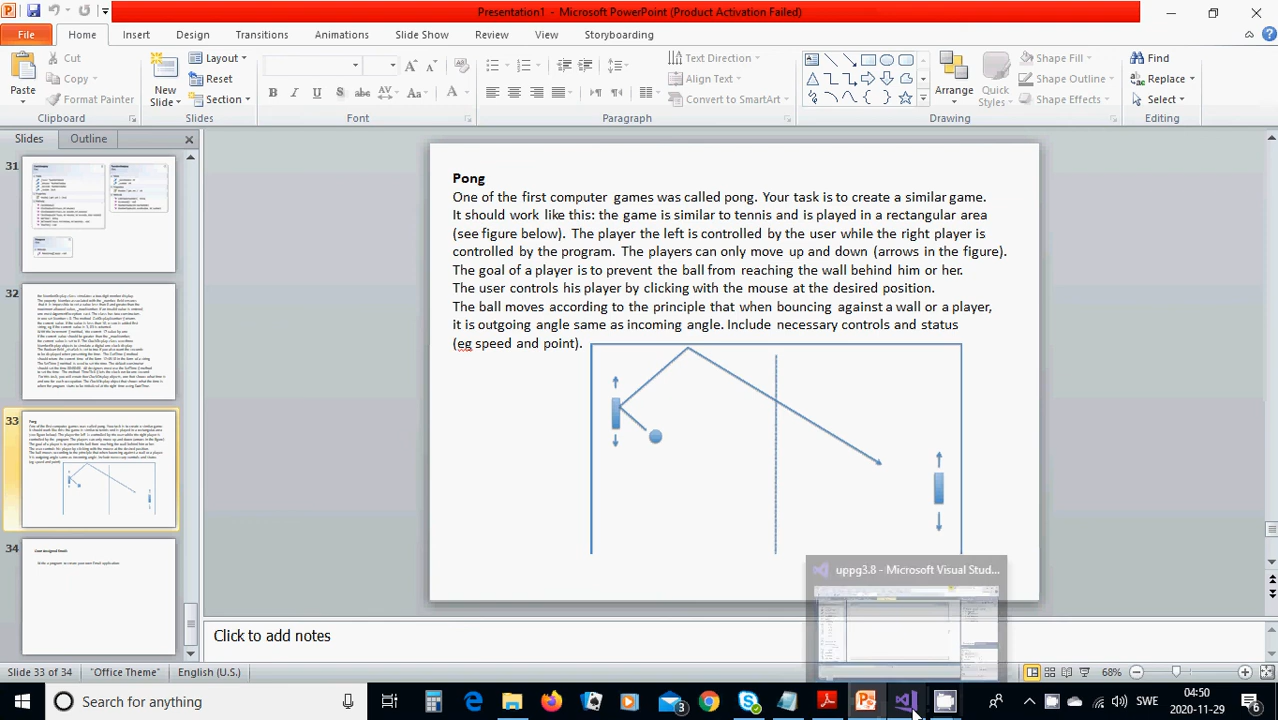 Presentation1 - Microsoft PowerPoint (Product Activation Failed)
File Home Insert Design Transitions Animations Slide Show Review View Storyboarding
Paste
Cut
Copy
Format Painter
Clipboard
New Slide
Layout
Reset
Section
Slides
Font
Text Direction
Align Text
Convert to SmartArt
Paragraph
Arrange
Quick Styles
Shape Fill
Shape Outline
Shape Effects
Drawing
Find
Replace
Select
Editing
Slides Outline
31
32
33
34
Pong
One of the first computer games was called pong. Your task is to create a similar game.
It should work like this: the game is similar to tennis and is played in a rectangular area
(see figure below). The player the left is controlled by the user while the right player is
controlled by the program. The players can only move up and down (arrows in the figure).
The goal of a player is to prevent the ball from reaching the wall behind him or her.
The user controls his player by clicking with the mouse at the desired position.
The ball moves according to the principle that when bouncing against a wall or a player,
it is outgoing angle same as incoming angle. Include necessary controls and status
(eg speed and point).
uppg3.8 - Microsoft Visual Stud...
Click to add notes
Slide 33 of 34 "Office Theme" English (U.S.) 68%
Search for anything
3
SWE
04:50
2020-11-29
6